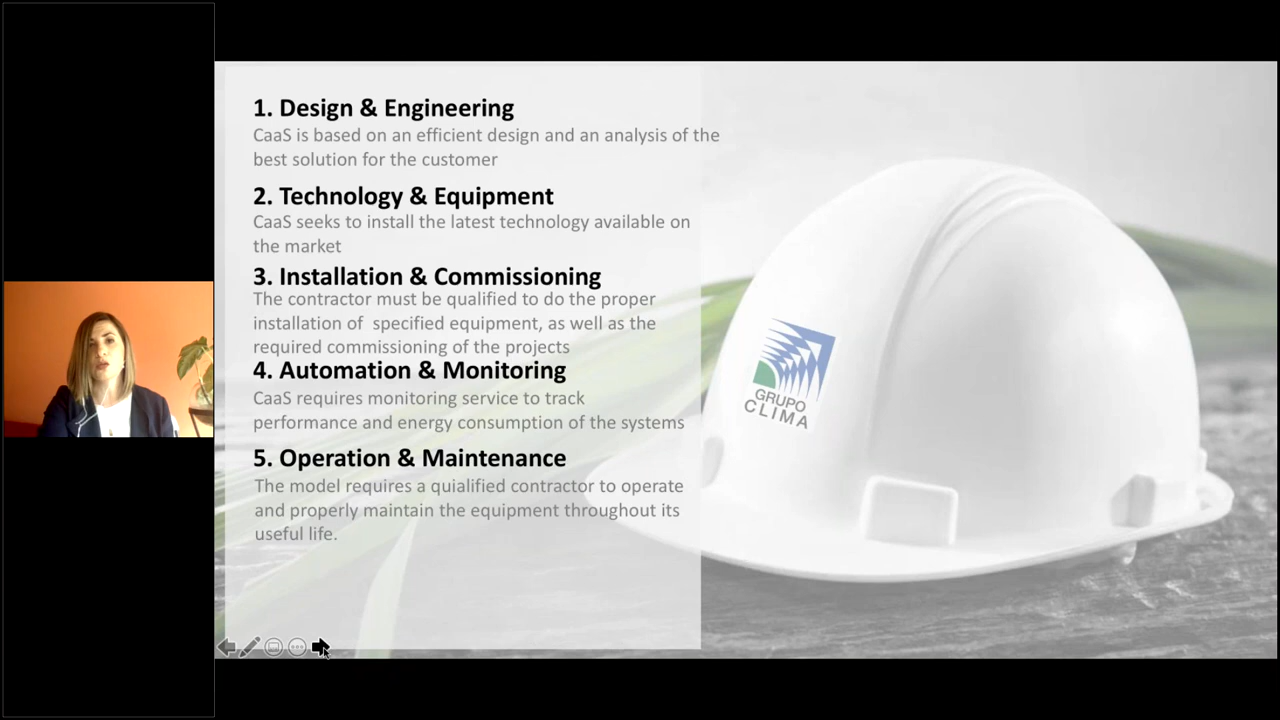 1. Design & Engineering
CaaS is based on an efficient design and an analysis of the
best solution for the customer
2. Technology & Equipment
CaaS seeks to install the latest technology available on
the market
3. Installation & Commissioning
The contractor must be qualified to do the proper
installation of specified equipment, as well as the
required commissioning of the projects
4. Automation & Monitoring
CaaS requires monitoring service to track
performance and energy consumption of the systems
5. Operation & Maintenance
The model requires a quialified contractor to operate
and properly maintain the equipment throughout its
useful life.
GRUPO
CLIMA